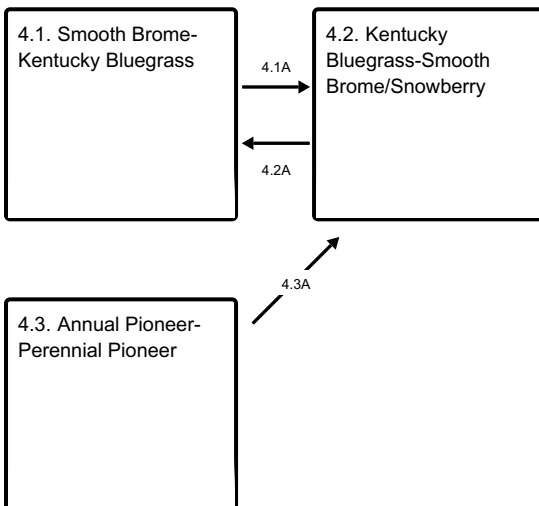 4.1. Smooth Brome-
Kentucky Bluegrass
4.1A
4.2. Kentucky
Bluegrass-Smooth
Brome/Snowberry
4.2A
4.3A
4.3. Annual Pioneer-
Perennial Pioneer